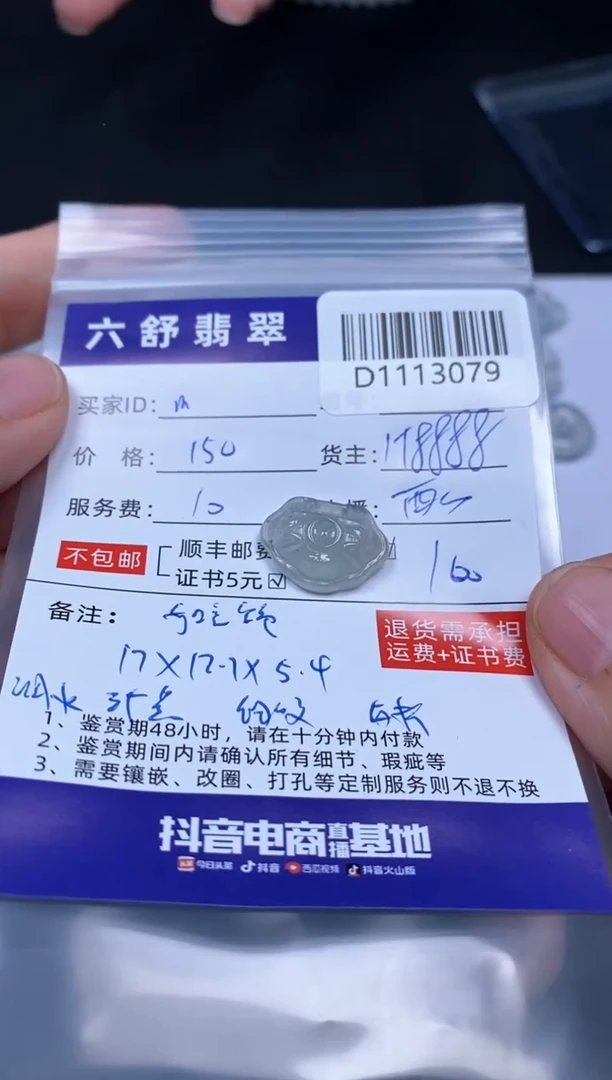 六舒翡翠
D1113079
买家ID: m
价 格: 150 货主: 178888
服务费: 10
不包邮 顺丰邮费
证书5元☑ 160
备注:
退货需承担
运费+证书费
17X17-1X5.4
1、鉴赏期48小时，请在十分钟内付款
2、鉴赏期间内请确认所有细节、瑕疵等
3、需要镶嵌、改圈、打孔等定制服务则不退不换
抖音电商直播基地
头条 今日头条 抖音 西瓜视频 抖音火山版